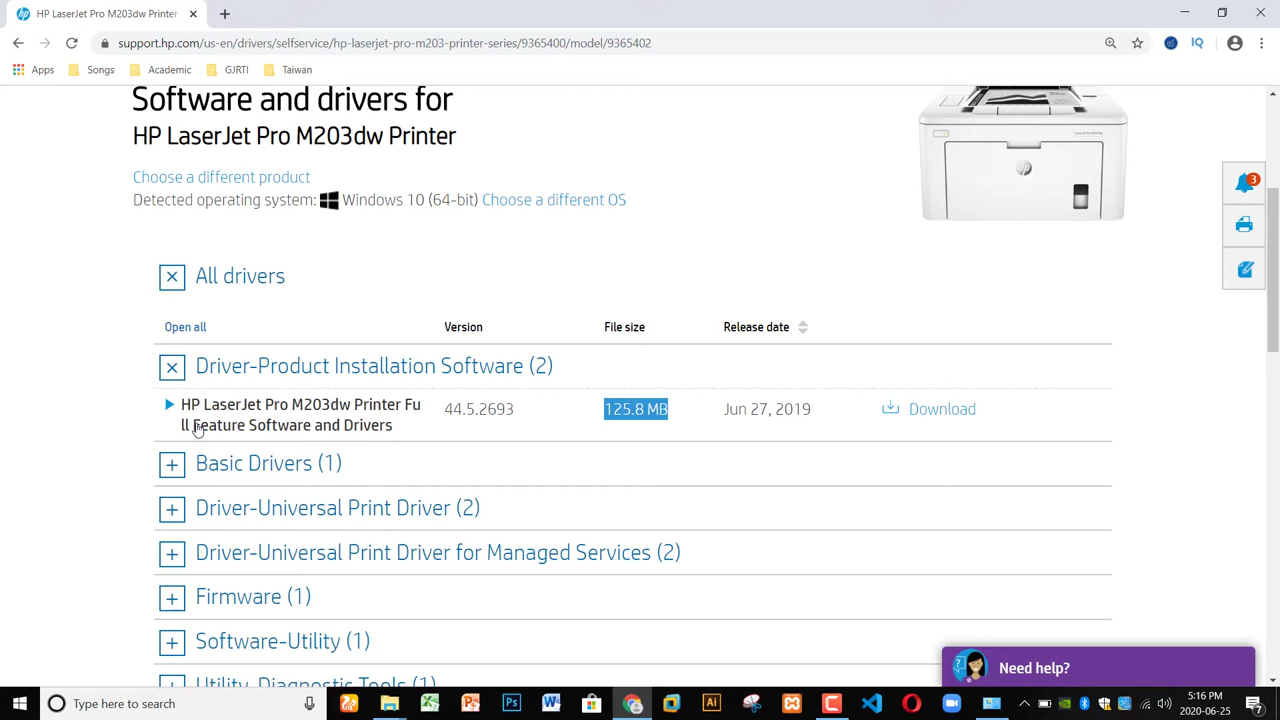 HP LaserJet Pro M203dw Printer
support.hp.com/us-en/drivers/selfservice/hp-laserjet-pro-m203-printer-series/9365400/model/9365402
Apps Songs Academic GJRTI Taiwan
Software and drivers for
HP LaserJet Pro M203dw Printer
Choose a different product
Detected operating system: Windows 10 (64-bit) Choose a different OS
3
All drivers
Open all Version File size Release date
Driver-Product Installation Software (2)
HP LaserJet Pro M203dw Printer Fu
ll Feature Software and Drivers
44.5.2693 125.8 MB Jun 27, 2019 Download
Basic Drivers (1)
Driver-Universal Print Driver (2)
Driver-Universal Print Driver for Managed Services (2)
Firmware (1)
Software-Utility (1)
Utility-Diagnostic Tools (1)
Need help?
Type here to search
5:16 PM
2020-06-25
7